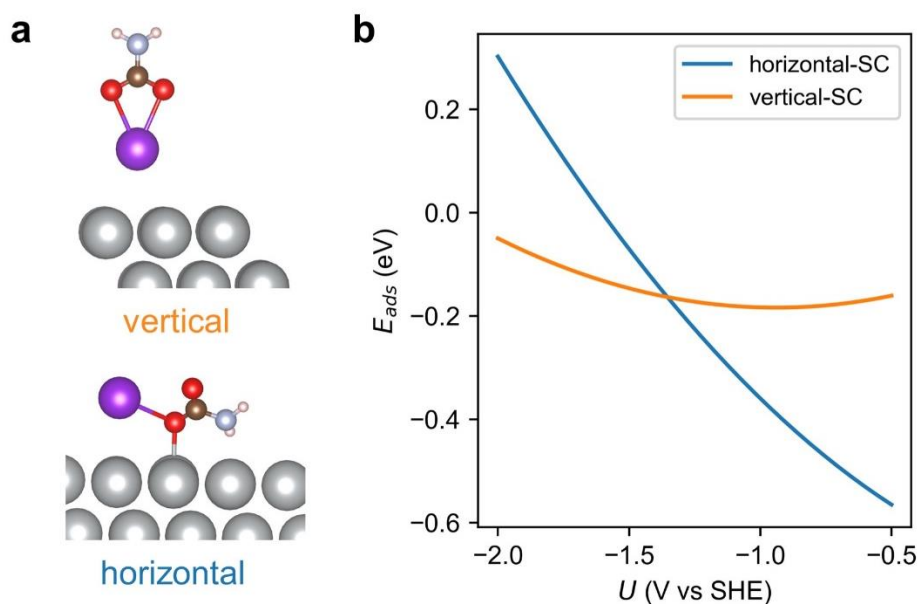 a
vertical
horizontal
b
horizontal-SC
vertical-SC
E_ads (eV)
0.2
0.0
−0.2
−0.4
−0.6
−2.0 −1.5 −1.0 −0.5
U (V vs SHE)